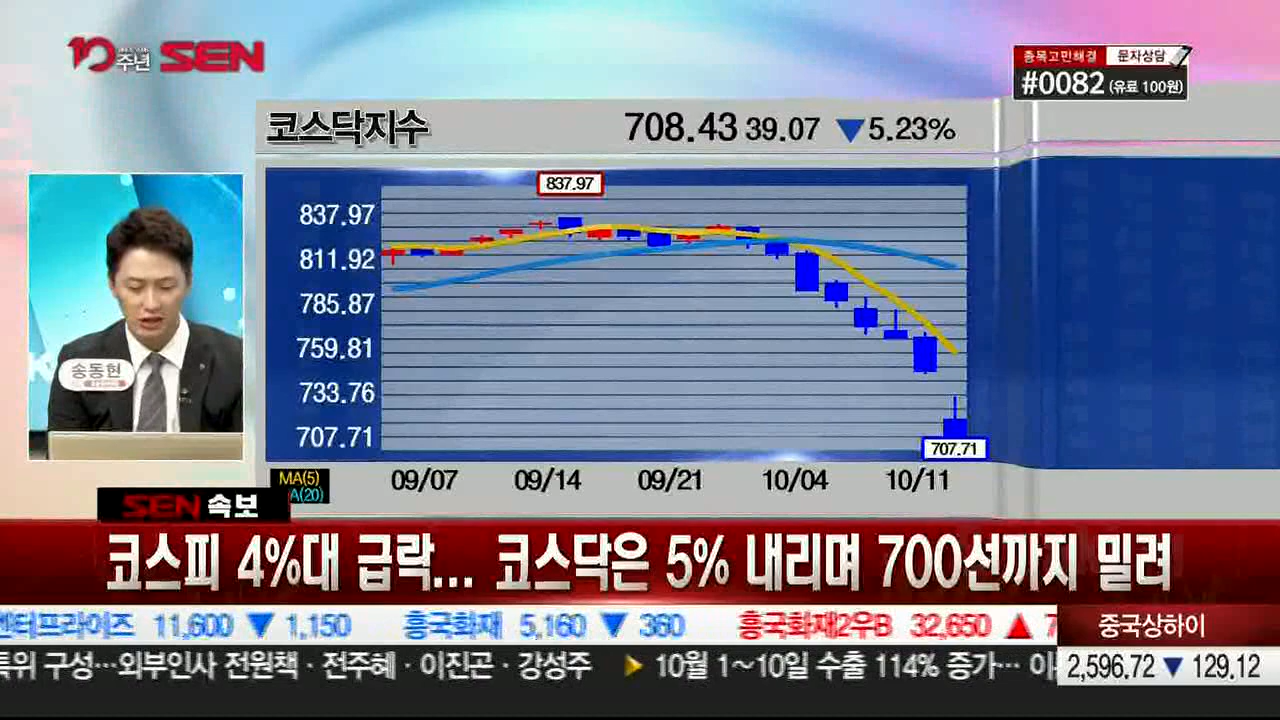 10주년 SEN
종목고민해결 문자상담
#0082 (유료 100원)
코스닥지수 708.43 39.07 ▼5.23%
837.97
837.97
811.92
785.87
759.81
733.76
707.71
707.71
송동현
MA(5)
A(20)
09/07 09/14 09/21 10/04 10/11
SEN 속보
코스피 4%대 급락... 코스닥은 5% 내리며 700선까지 밀려
엔터프라이즈 11,600 ▼ 1,150 흥국화재 5,160 ▼ 360 흥국화재2우B 32,650 ▲ 7
중국상하이
특위 구성…외부인사 전원책·전주혜·이진곤·강성주 ▶ 10월 1~10일 수출 114% 증가…
2,596.72 ▼ 129.12